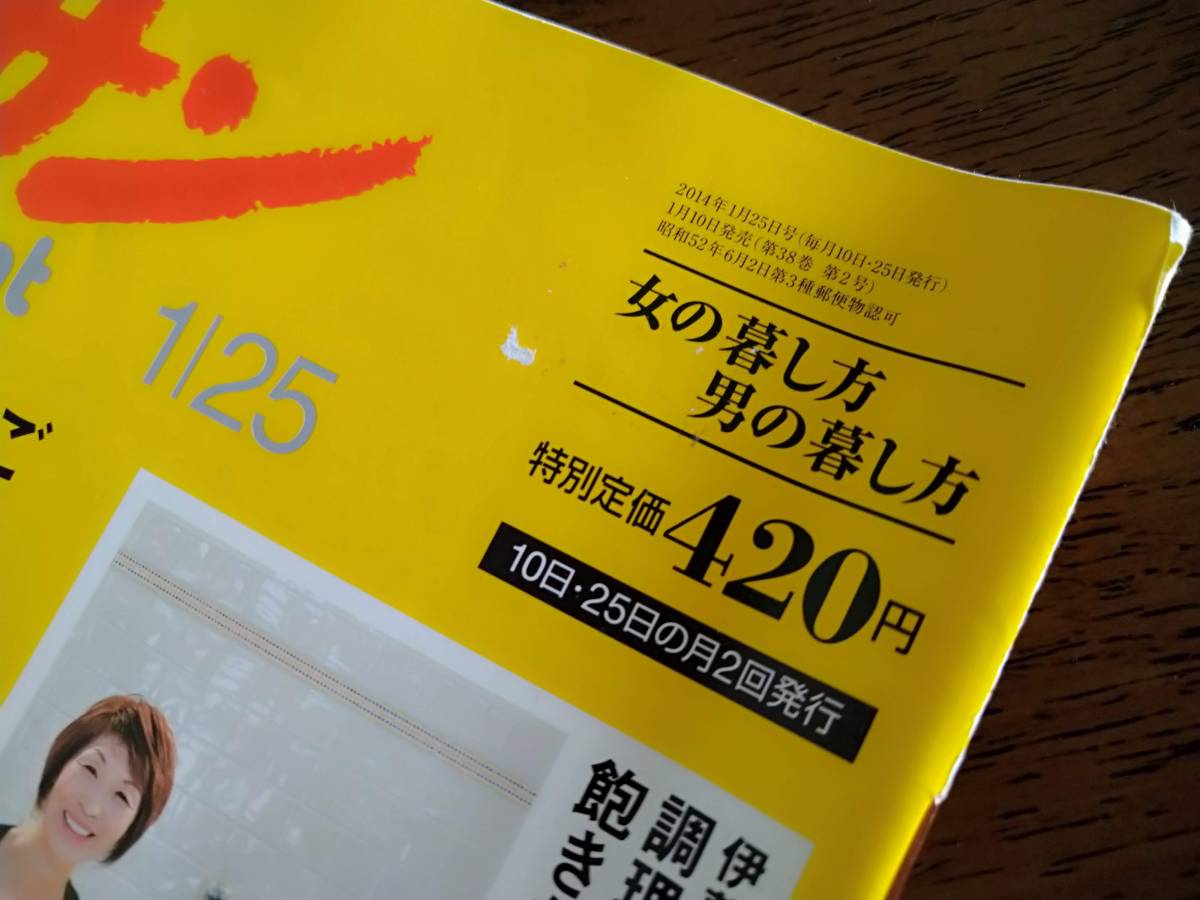 サン
nt
1/25
2014年1月25日号(毎月10日・25日発行)
1月10日発売(第38巻 第2号)
昭和52年6月2日第3種郵便物認可
女の暮し方
男の暮し方
特別定価420円
10日・25日の月2回発行
ご
伊
調理
飽き